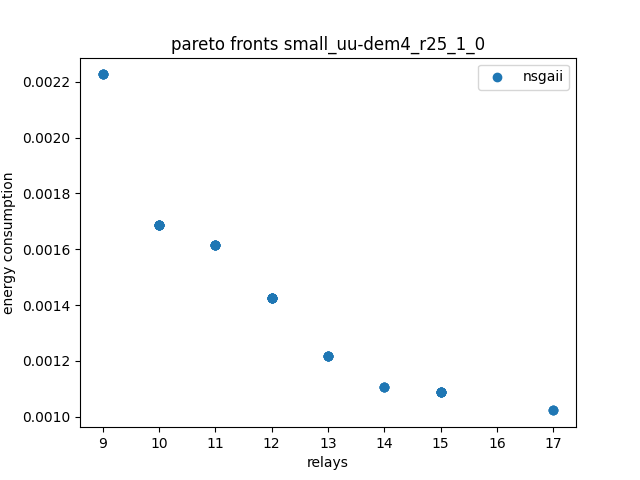 pareto fronts small_uu-dem4_r25_1_0
nsgaii
energy consumption
0.0022
0.0020
0.0018
0.0016
0.0014
0.0012
0.0010
9 10 11 12 13 14 15 16 17
relays